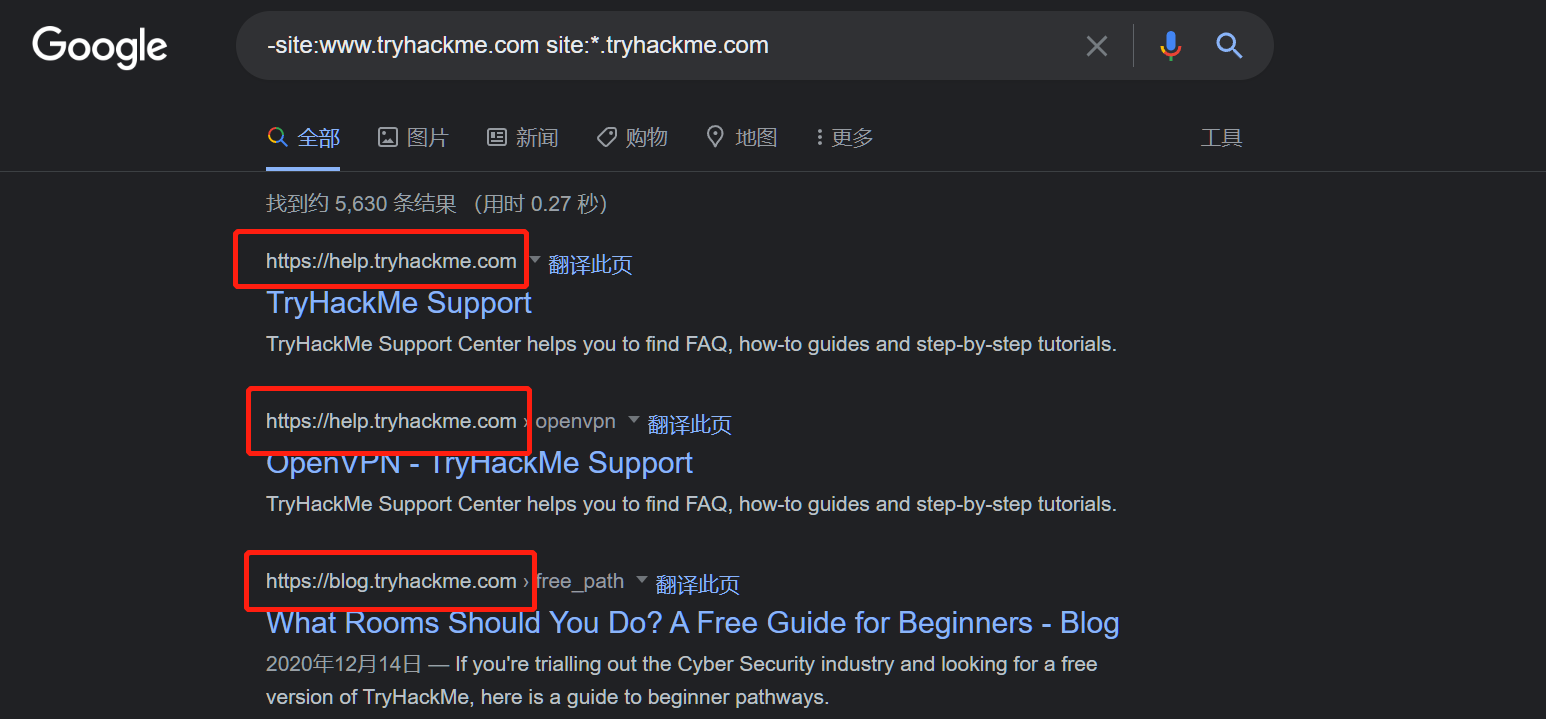 Google
-site:www.tryhackme.com site:*.tryhackme.com
全部 图片 新闻 购物 地图 更多 工具
找到约 5,630 条结果 （用时 0.27 秒）
https://help.tryhackme.com 翻译此页
TryHackMe Support
TryHackMe Support Center helps you to find FAQ, how-to guides and step-by-step tutorials.
https://help.tryhackme.com › openvpn 翻译此页
OpenVPN - TryHackMe Support
TryHackMe Support Center helps you to find FAQ, how-to guides and step-by-step tutorials.
https://blog.tryhackme.com › free_path 翻译此页
What Rooms Should You Do? A Free Guide for Beginners - Blog
2020年12月14日 — If you're trialling out the Cyber Security industry and looking for a free
version of TryHackMe, here is a guide to beginner pathways.